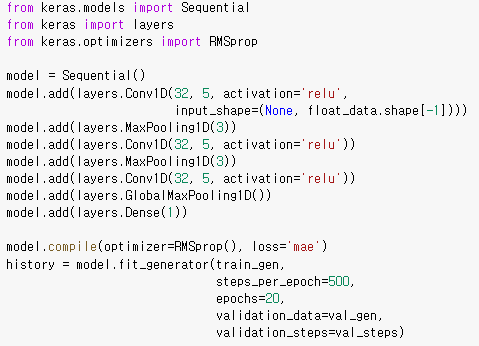 from keras.models import Sequential
from keras import layers
from keras.optimizers import RMSprop

model = Sequential()
model.add(layers.Conv1D(32, 5, activation='relu',
                        input_shape=(None, float_data.shape[-1])))
model.add(layers.MaxPooling1D(3))
model.add(layers.Conv1D(32, 5, activation='relu'))
model.add(layers.MaxPooling1D(3))
model.add(layers.Conv1D(32, 5, activation='relu'))
model.add(layers.GlobalMaxPooling1D())
model.add(layers.Dense(1))

model.compile(optimizer=RMSprop(), loss='mae')
history = model.fit_generator(train_gen,
                              steps_per_epoch=500,
                              epochs=20,
                              validation_data=val_gen,
                              validation_steps=val_steps)